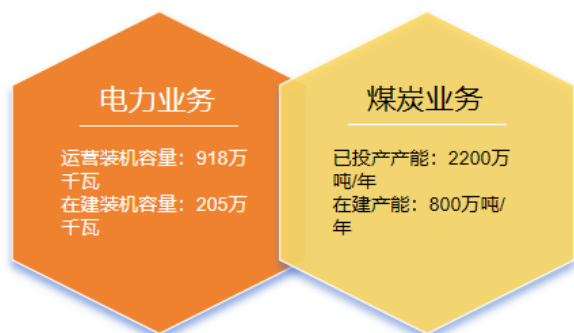 电力业务
运营装机容量：918万
千瓦
在建装机容量：205万
千瓦
煤炭业务
已投产产能：2200万
吨/年
在建产能：800万吨/
年